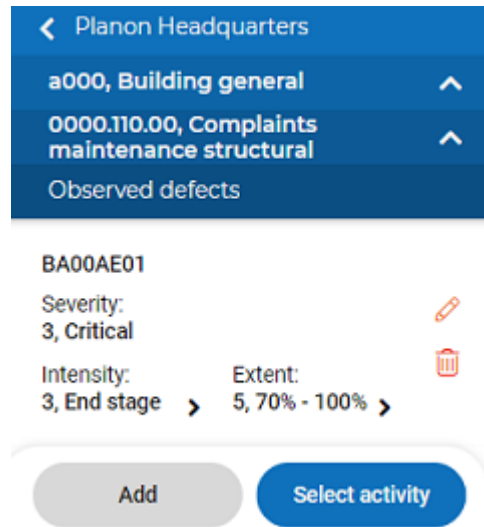 Planon Headquarters
a000, Building general
0000.110.00, Complaints
maintenance structural
Observed defects
BA00AE01
Severity:
3, Critical
Intensity: Extent:
3, End stage 5, 70% - 100%
Add Select activity